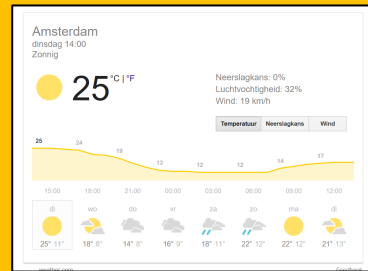 Amsterdam
dinsdag 14:00
Zonnig
25 °C | °F
Neerslagkans: 0%
Luchtvochtigheid: 32%
Wind: 19 km/h
Temperatuur Neerslagkans Wind
25 24 19 13 12 12 14 17
15:00 18:00 21:00 00:00 03:00 06:00 09:00 12:00
di wo do vr za zo ma di
25° 11° 18° 8° 14° 8° 16° 9° 18° 11° 22° 12° 22° 12° 21° 13°
weather.com Feedback